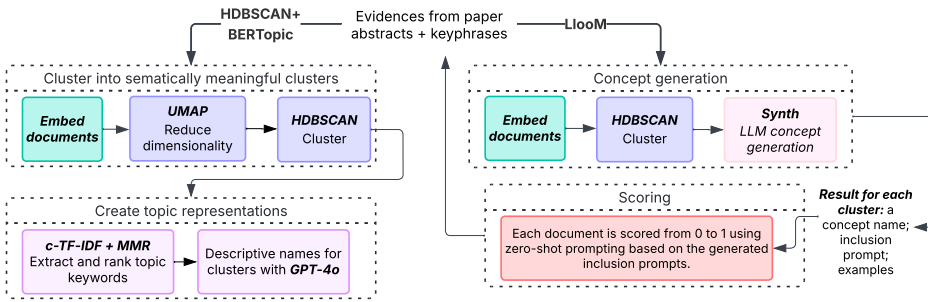 HDBSCAN+
BERTopic
Evidences from paper
abstracts + keyphrases
LlooM
Cluster into sematically meaningful clusters
Embed
documents
UMAP
Reduce
dimensionality
HDBSCAN
Cluster
Create topic representations
c-TF-IDF + MMR
Extract and rank topic
keywords
Descriptive names for
clusters with GPT-4o
Concept generation
Embed
documents
HDBSCAN
Cluster
Synth
LLM concept
generation
Scoring
Each document is scored from 0 to 1 using
zero-shot prompting based on the generated
inclusion prompts.
Result for each
cluster: a
concept name;
inclusion
prompt;
examples